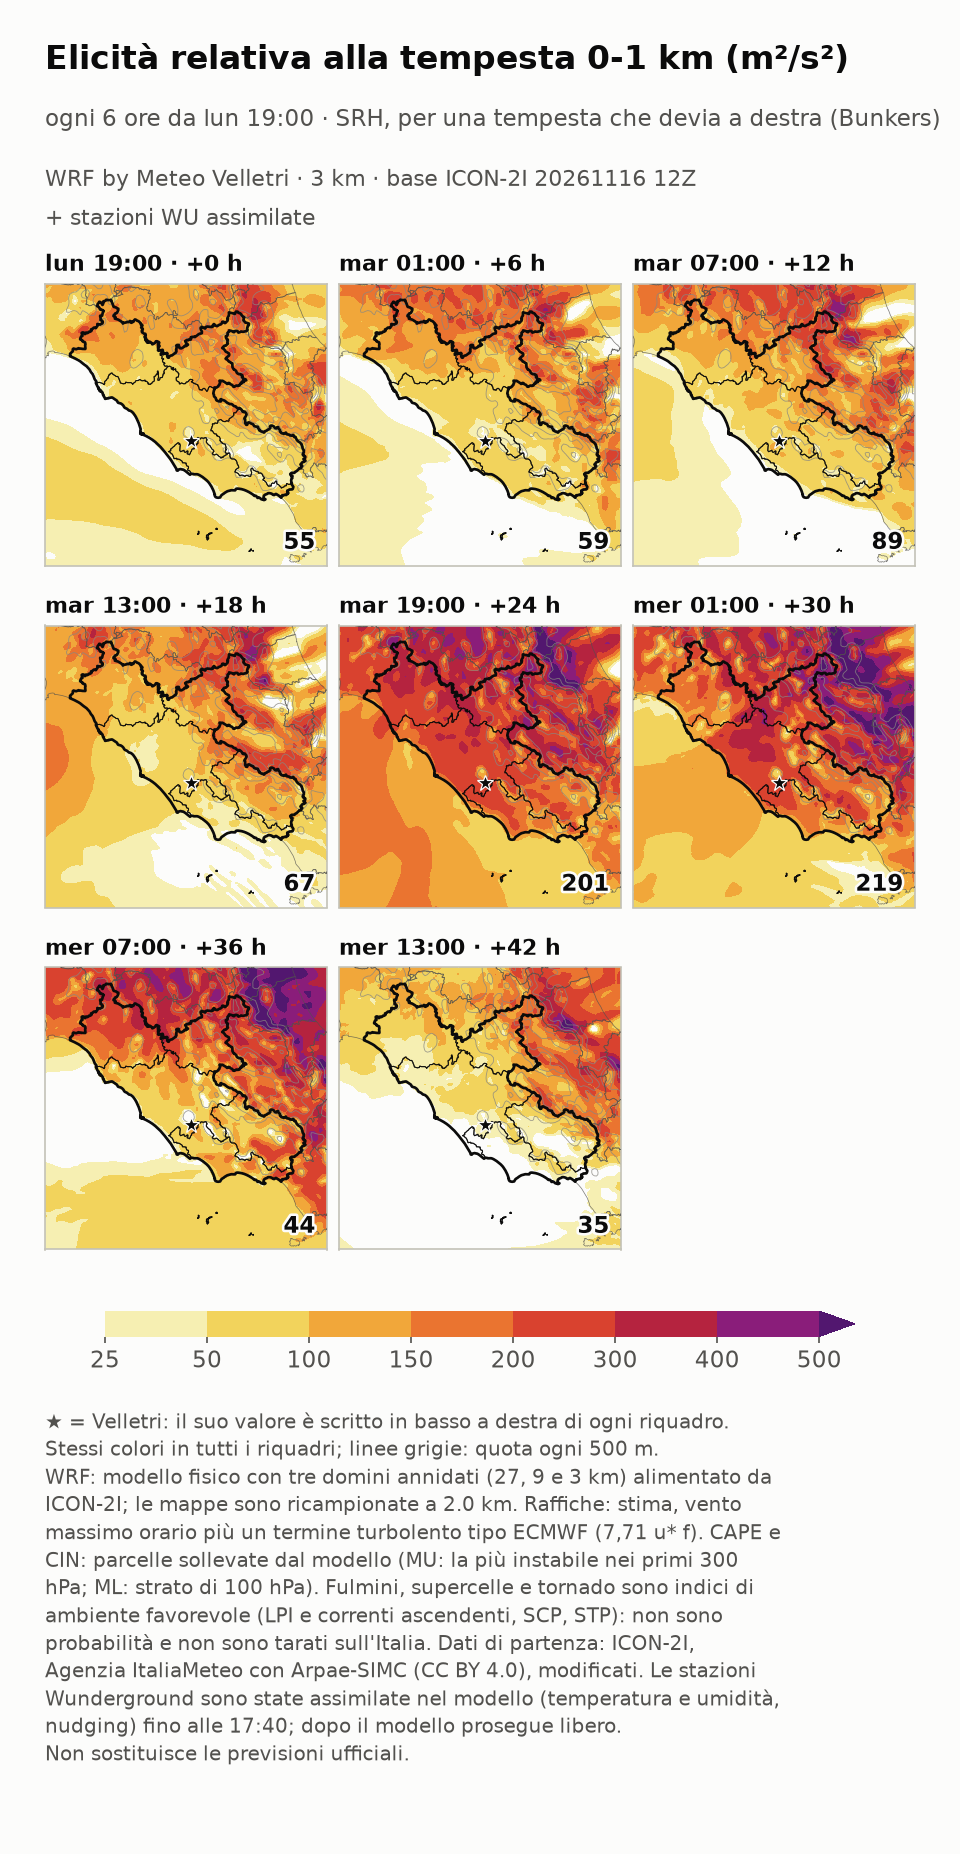 Elicità relativa alla tempesta 0-1 km (m²/s²)
ogni 6 ore da lun 19:00 · SRH, per una tempesta che devia a destra (Bunkers)
WRF by Meteo Velletri · 3 km · base ICON-2I 20261116 12Z
+ stazioni WU assimilate
lun 19:00 · +0 h
mar 01:00 · +6 h
mar 07:00 · +12 h
55
59
89
mar 13:00 · +18 h
mar 19:00 · +24 h
mer 01:00 · +30 h
67
201
219
mer 07:00 · +36 h
mer 13:00 · +42 h
44
35
25 50 100 150 200 300 400 500
★ = Velletri: il suo valore è scritto in basso a destra di ogni riquadro.
Stessi colori in tutti i riquadri; linee grigie: quota ogni 500 m.
WRF: modello fisico con tre domini annidati (27, 9 e 3 km) alimentato da
ICON-2I; le mappe sono ricampionate a 2.0 km. Raffiche: stima, vento
massimo orario più un termine turbolento tipo ECMWF (7,71 u* f). CAPE e
CIN: parcelle sollevate dal modello (MU: la più instabile nei primi 300
hPa; ML: strato di 100 hPa). Fulmini, supercelle e tornado sono indici di
ambiente favorevole (LPI e correnti ascendenti, SCP, STP): non sono
probabilità e non sono tarati sull'Italia. Dati di partenza: ICON-2I,
Agenzia ItaliaMeteo con Arpae-SIMC (CC BY 4.0), modificati. Le stazioni
Wunderground sono state assimilate nel modello (temperatura e umidità,
nudging) fino alle 17:40; dopo il modello prosegue libero.
Non sostituisce le previsioni ufficiali.